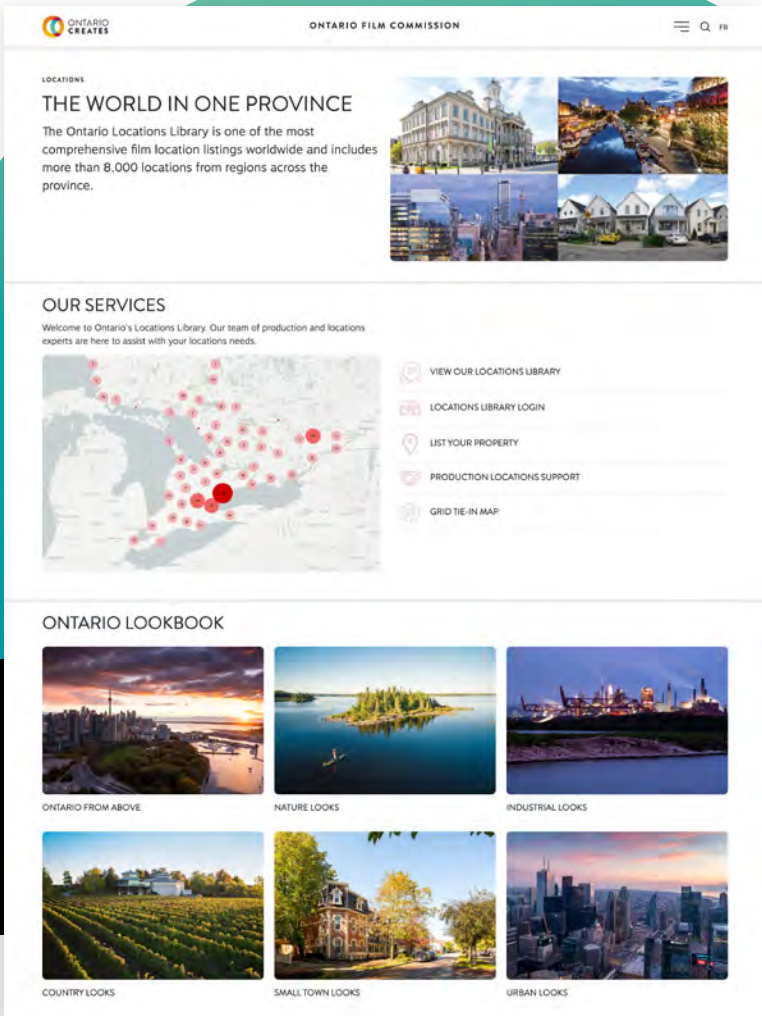 ONTARIO
CREATES
ONTARIO FILM COMMISSION
FR
LOCATIONS
THE WORLD IN ONE PROVINCE
The Ontario Locations Library is one of the most
comprehensive film location listings worldwide and includes
more than 8,000 locations from regions across the
province.
OUR SERVICES
Welcome to Ontario's Locations Library. Our team of production and locations
experts are here to assist with your locations needs.
VIEW OUR LOCATIONS LIBRARY
LOCATIONS LIBRARY LOGIN
LIST YOUR PROPERTY
PRODUCTION LOCATIONS SUPPORT
GRID TIE-IN MAP
ONTARIO LOOKBOOK
ONTARIO FROM ABOVE
NATURE LOOKS
INDUSTRIAL LOOKS
COUNTRY LOOKS
SMALL TOWN LOOKS
URBAN LOOKS